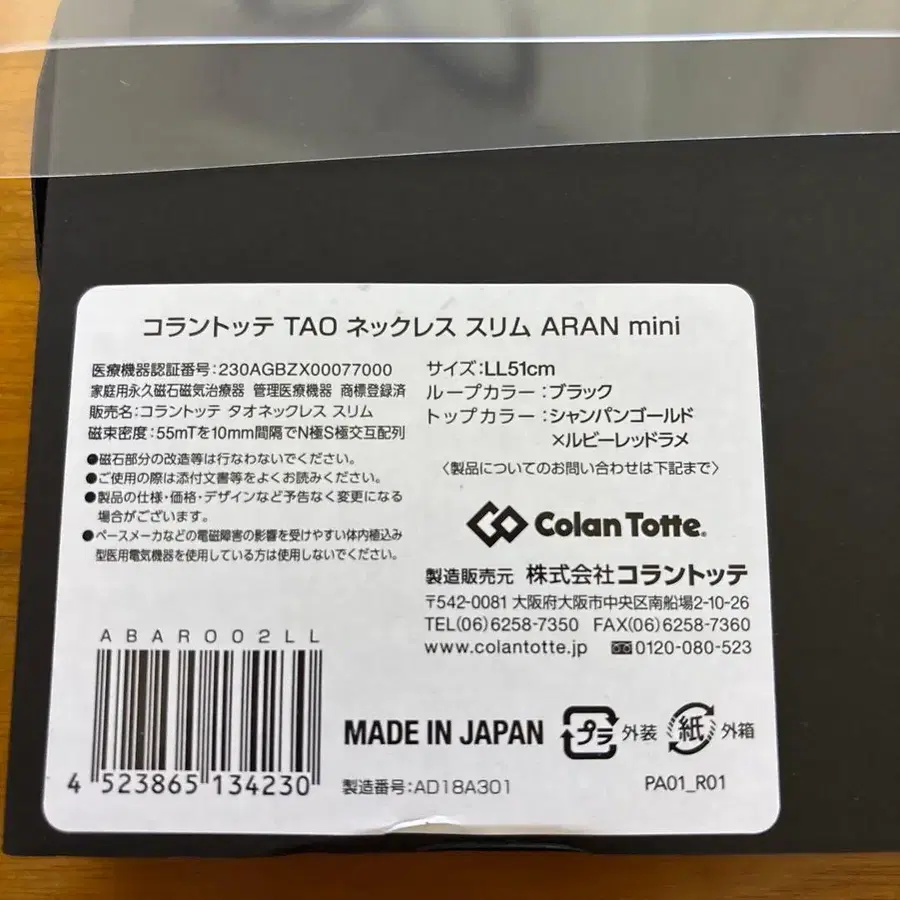 コラントッテ TAO ネックレス スリム ARAN mini
医療機器認証番号:230AGBZX00077000
家庭用永久磁石磁気治療器 管理医療機器 商標登録済
販売名:コラントッテ タオネックレス スリム
磁束密度:55mTを10mm間隔でN極S極交互配列
●磁石部分の改造等は行なわないでください。
●ご使用の際は添付文書等をよくお読みください。
●製品の仕様・価格・デザインなど予告なく変更になる
場合がございます。
●ペースメーカなどの電磁障害の影響を受けやすい体内植込み
型医用電気機器を使用している方は使用しないでください。
サイズ:LL51cm
ループカラー:ブラック
トップカラー:シャンパンゴールド
×ルビーレッドラメ
〈製品についてのお問い合わせは下記まで〉
Colan Totte.
製造販売元 株式会社コラントッテ
〒542-0081 大阪府大阪市中央区南船場2-10-26
TEL(06)6258-7350 FAX(06)6258-7360
www.colantotte.jp 0120-080-523
ABAR002LL
4 523865 134230
MADE IN JAPAN
プラ 外装 紙 外箱
製造番号:AD18A301
PA01_R01